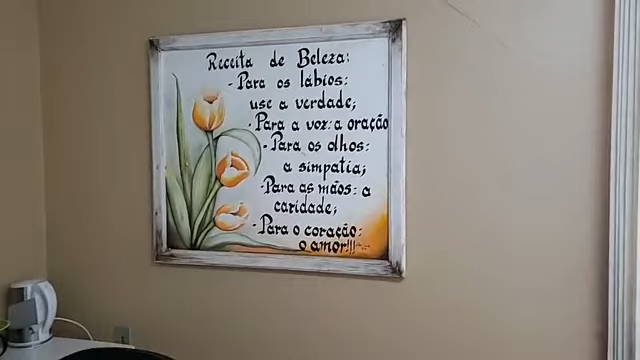 Receita de Beleza:
- Para os lábios:
use a verdade;
- Para a voz: a oração
- Para os olhos:
a simpatia;
- Para as mãos: a
caridade;
- Para o coração:
o amor!!!